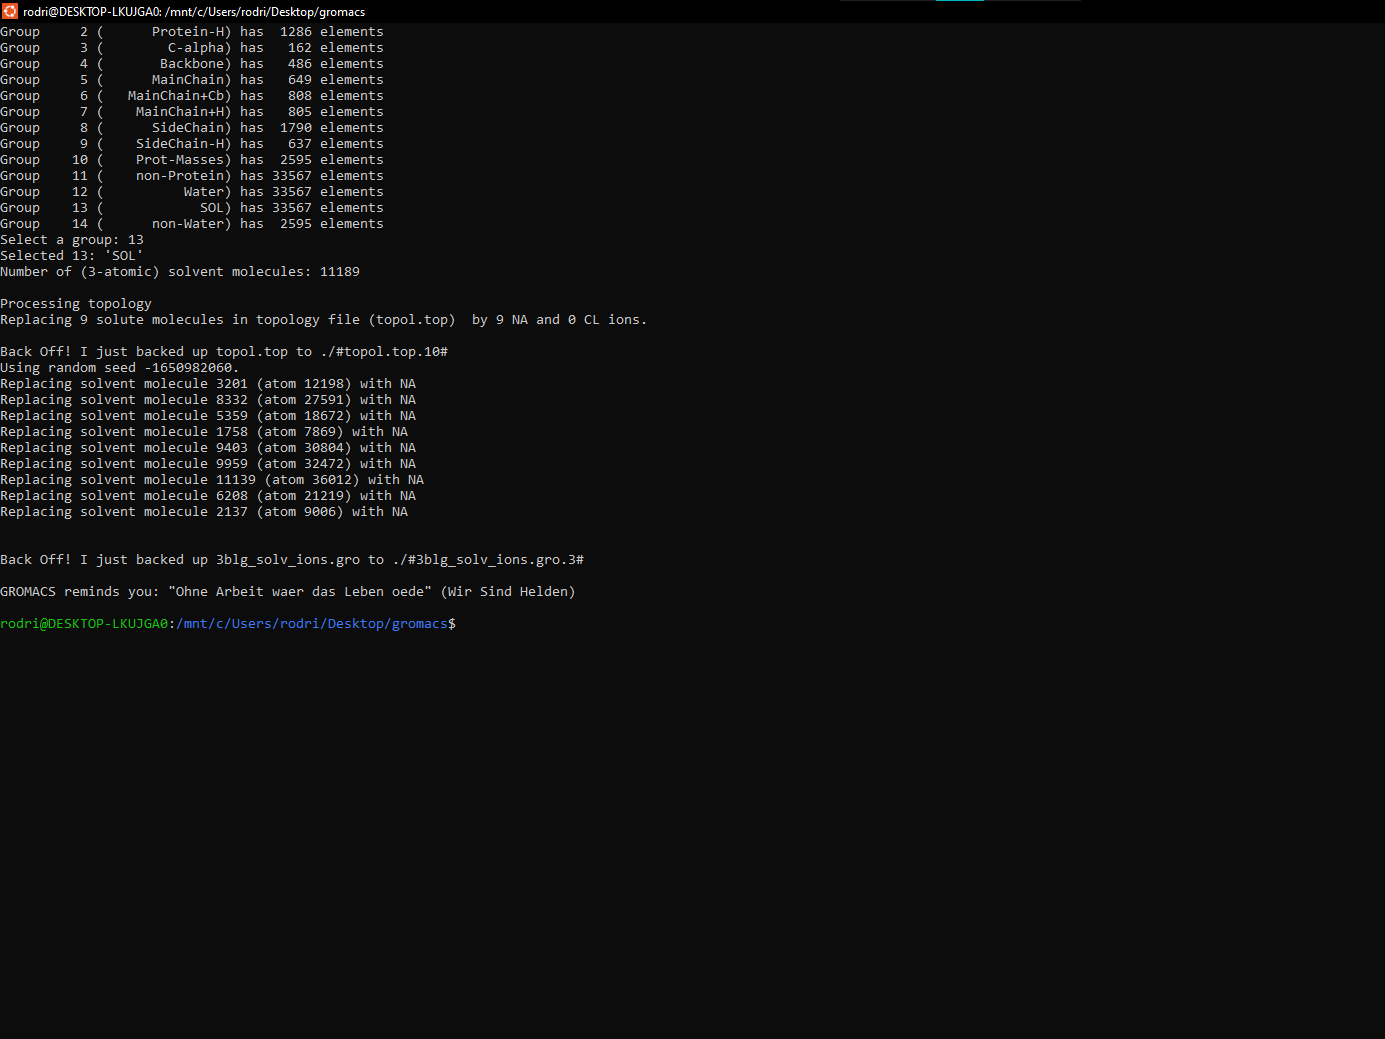 rodri@DESKTOP-LKUJGA0: /mnt/c/Users/rodri/Desktop/gromacs
Group     2 (      Protein-H) has  1286 elements
Group     3 (        C-alpha) has   162 elements
Group     4 (       Backbone) has   486 elements
Group     5 (      MainChain) has   649 elements
Group     6 (   MainChain+Cb) has   808 elements
Group     7 (    MainChain+H) has   805 elements
Group     8 (      SideChain) has  1790 elements
Group     9 (    SideChain-H) has   637 elements
Group    10 (    Prot-Masses) has  2595 elements
Group    11 (    non-Protein) has 33567 elements
Group    12 (          Water) has 33567 elements
Group    13 (            SOL) has 33567 elements
Group    14 (      non-Water) has  2595 elements
Select a group: 13
Selected 13: 'SOL'
Number of (3-atomic) solvent molecules: 11189
Processing topology
Replacing 9 solute molecules in topology file (topol.top)  by 9 NA and 0 CL ions.
Back Off! I just backed up topol.top to ./#topol.top.10#
Using random seed -1650982060.
Replacing solvent molecule 3201 (atom 12198) with NA
Replacing solvent molecule 8332 (atom 27591) with NA
Replacing solvent molecule 5359 (atom 18672) with NA
Replacing solvent molecule 1758 (atom 7869) with NA
Replacing solvent molecule 9403 (atom 30804) with NA
Replacing solvent molecule 9959 (atom 32472) with NA
Replacing solvent molecule 11139 (atom 36012) with NA
Replacing solvent molecule 6208 (atom 21219) with NA
Replacing solvent molecule 2137 (atom 9006) with NA
Back Off! I just backed up 3blg_solv_ions.gro to ./#3blg_solv_ions.gro.3#
GROMACS reminds you: "Ohne Arbeit waer das Leben oede" (Wir Sind Helden)
rodri@DESKTOP-LKUJGA0:/mnt/c/Users/rodri/Desktop/gromacs$